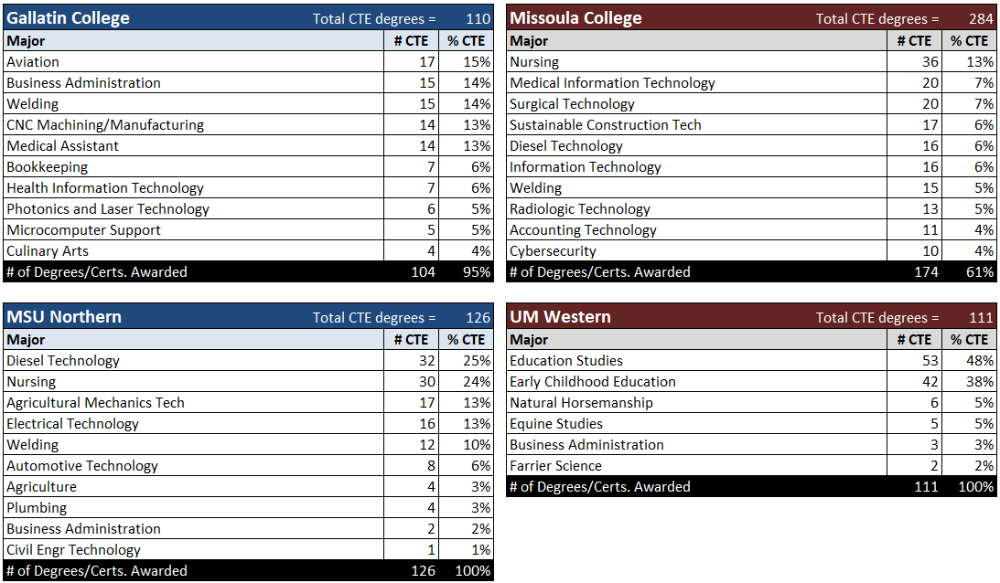 Gallatin College Total CTE degrees = 110
Major # CTE % CTE
Aviation 17 15%
Business Administration 15 14%
Welding 15 14%
CNC Machining/Manufacturing 14 13%
Medical Assistant 14 13%
Bookkeeping 7 6%
Health Information Technology 7 6%
Photonics and Laser Technology 6 5%
Microcomputer Support 5 5%
Culinary Arts 4 4%
# of Degrees/Certs. Awarded 104 95%
Missoula College Total CTE degrees = 284
Major # CTE % CTE
Nursing 36 13%
Medical Information Technology 20 7%
Surgical Technology 20 7%
Sustainable Construction Tech 17 6%
Diesel Technology 16 6%
Information Technology 16 6%
Welding 15 5%
Radiologic Technology 13 5%
Accounting Technology 11 4%
Cybersecurity 10 4%
# of Degrees/Certs. Awarded 174 61%
MSU Northern Total CTE degrees = 126
Major # CTE % CTE
Diesel Technology 32 25%
Nursing 30 24%
Agricultural Mechanics Tech 17 13%
Electrical Technology 16 13%
Welding 12 10%
Automotive Technology 8 6%
Agriculture 4 3%
Plumbing 4 3%
Business Administration 2 2%
Civil Engr Technology 1 1%
# of Degrees/Certs. Awarded 126 100%
UM Western Total CTE degrees = 111
Major # CTE % CTE
Education Studies 53 48%
Early Childhood Education 42 38%
Natural Horsemanship 6 5%
Equine Studies 5 5%
Business Administration 3 3%
Farrier Science 2 2%
# of Degrees/Certs. Awarded 111 100%